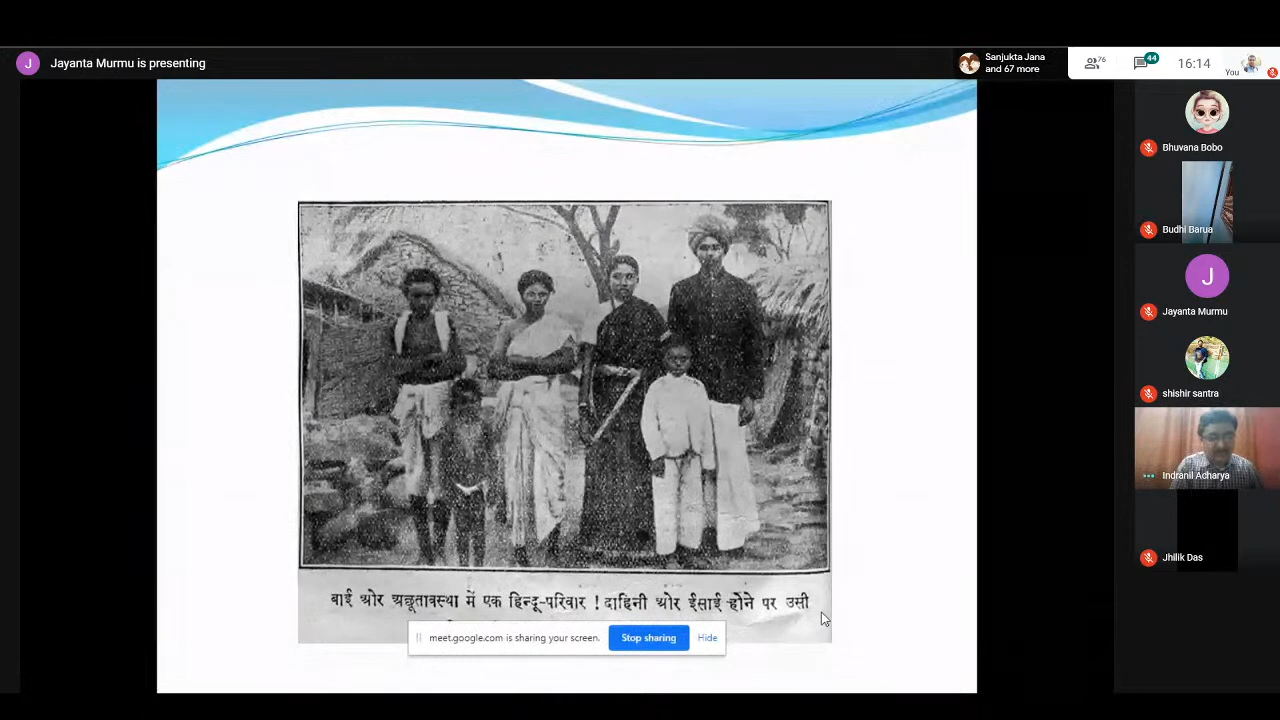 J Jayanta Murmu is presenting
Sanjukta Jana
and 67 more
76
44
16:14
You
Bhuvana Bobo
Budhi Barua
J
Jayanta Murmu
shishir santra
Indranil Acharya
Jhilik Das
बाई ओर अछूतावस्था में एक हिन्दू-परिवार ! दाहिनी ओर ईसाई होने पर उसी
meet.google.com is sharing your screen.
Stop sharing
Hide